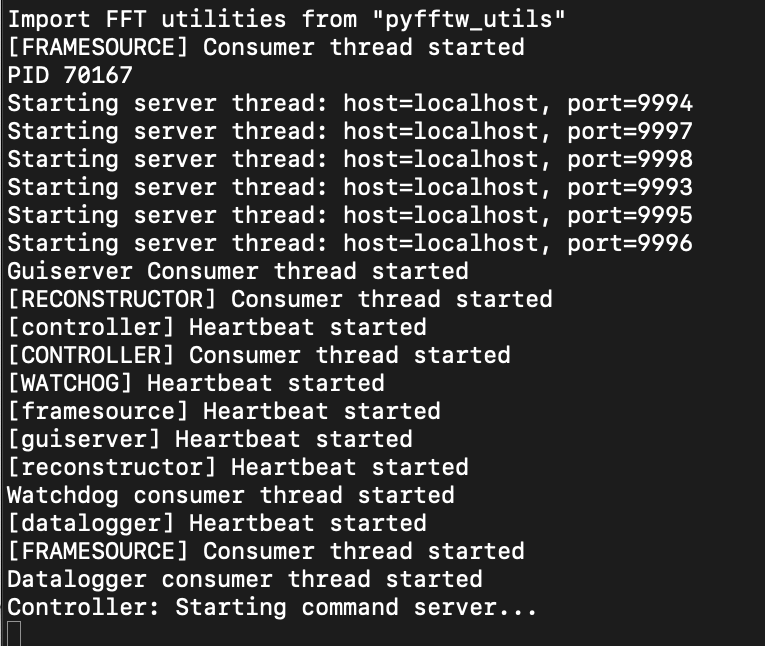 Import FFT utilities from "pyfftw_utils"
[FRAMESOURCE] Consumer thread started
PID 70167
Starting server thread: host=localhost, port=9994
Starting server thread: host=localhost, port=9997
Starting server thread: host=localhost, port=9998
Starting server thread: host=localhost, port=9993
Starting server thread: host=localhost, port=9995
Starting server thread: host=localhost, port=9996
Guiserver Consumer thread started
[RECONSTRUCTOR] Consumer thread started
[controller] Heartbeat started
[CONTROLLER] Consumer thread started
[WATCHOG] Heartbeat started
[framesource] Heartbeat started
[guiserver] Heartbeat started
[reconstructor] Heartbeat started
Watchdog consumer thread started
[datalogger] Heartbeat started
[FRAMESOURCE] Consumer thread started
Datalogger consumer thread started
Controller: Starting command server...